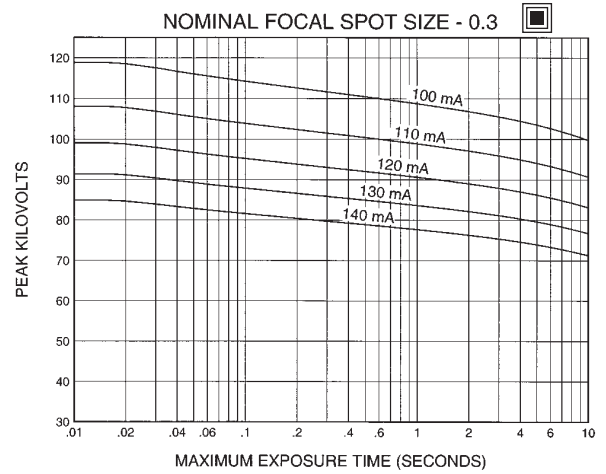 NOMINAL FOCAL SPOT SIZE - 0.3
120
110
100
90
80
70
60
50
40
30
PEAK KILOVOLTS
100 mA
110 mA
120 mA
130 mA
140 mA
.01 .02 .04 .06 .1 .2 .4 .6 1 2 4 6 10
MAXIMUM EXPOSURE TIME (SECONDS)